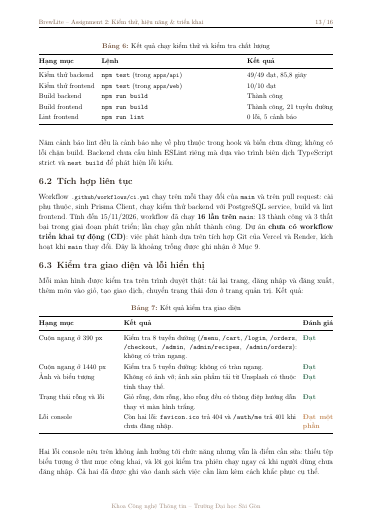 BrewLite – Assignment 2: Kiểm thử, hiệu năng & triển khai 13 / 16
Bảng 6: Kết quả chạy kiểm thử và kiểm tra chất lượng
Hạng mục Lệnh Kết quả
Kiểm thử backend npm test (trong apps/api) 49/49 đạt, 85,8 giây
Kiểm thử frontend npm test (trong apps/web) 10/10 đạt
Build backend npm run build Thành công
Build frontend npm run build Thành công, 21 tuyến đường
Lint frontend npm run lint 0 lỗi, 5 cảnh báo
Năm cảnh báo lint đều là cảnh báo nhẹ về phụ thuộc trong hook và biến chưa dùng; không có
lỗi chặn build. Backend chưa cấu hình ESLint riêng mà dựa vào trình biên dịch TypeScript
strict và nest build để phát hiện lỗi kiểu.
6.2 Tích hợp liên tục
Workflow .github/workflows/ci.yml chạy trên mỗi thay đổi của main và trên pull request: cài
phụ thuộc, sinh Prisma Client, chạy kiểm thử backend với PostgreSQL service, build và lint
frontend. Tính đến 15/11/2026, workflow đã chạy 16 lần trên main: 13 thành công và 3 thất
bại trong giai đoạn phát triển; lần chạy gần nhất thành công. Dự án chưa có workflow
triển khai tự động (CD): việc phát hành dựa trên tích hợp Git của Vercel và Render, kích
hoạt khi main thay đổi. Đây là khoảng trống được ghi nhận ở Mục 9.
6.3 Kiểm tra giao diện và lỗi hiển thị
Mỗi màn hình được kiểm tra trên trình duyệt thật: tải lại trang, đăng nhập và đăng xuất,
thêm món vào giỏ, tạo giao dịch, chuyển trạng thái đơn ở trang quản trị. Kết quả:
Bảng 7: Kết quả kiểm tra giao diện
Hạng mục Kết quả Đánh giá
Cuộn ngang ở 390 px Kiểm tra 8 tuyến đường (/menu, /cart, /login, /orders, Đạt
/checkout, /admin, /admin/recipes, /admin/orders):
không có tràn ngang.
Cuộn ngang ở 1440 px Kiểm tra 5 tuyến đường: không có tràn ngang. Đạt
Ảnh và biểu tượng Không có ảnh vỡ; ảnh sản phẩm tải từ Unsplash có thuộc Đạt
tính thay thế.
Trạng thái rỗng và lỗi Giỏ rỗng, đơn rỗng, kho rỗng đều có thông điệp hướng dẫn Đạt
thay vì màn hình trắng.
Lỗi console Còn hai lỗi: favicon.ico trả 404 và /auth/me trả 401 khi Đạt một
chưa đăng nhập. phần
Hai lỗi console nêu trên không ảnh hưởng tới chức năng nhưng vẫn là điểm cần sửa: thiếu tệp
biểu tượng ở thư mục công khai, và lời gọi kiểm tra phiên chạy ngay cả khi người dùng chưa
đăng nhập. Cả hai đã được ghi vào danh sách việc cần làm kèm cách khắc phục cụ thể.
Khoa Công nghệ Thông tin – Trường Đại học Sài Gòn